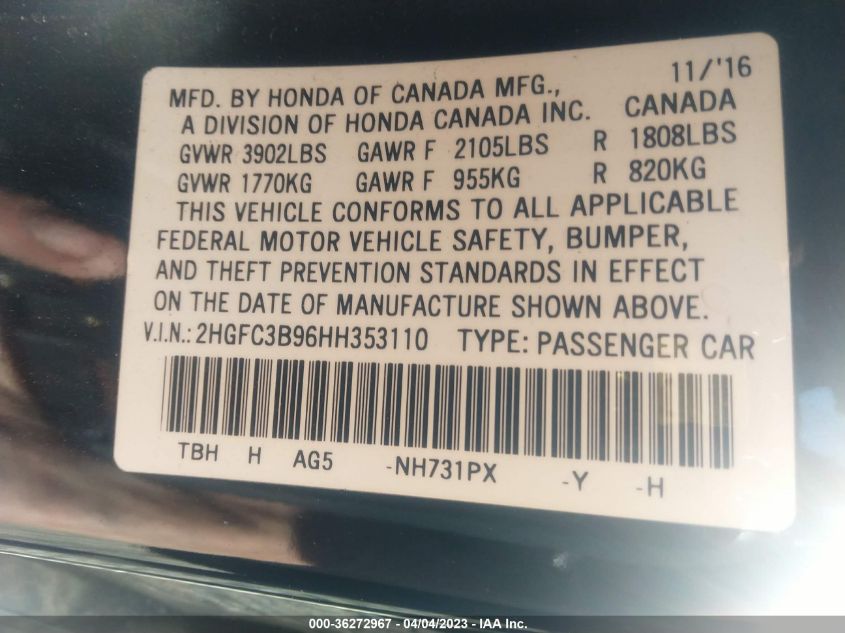 11/'16
MFD. BY HONDA OF CANADA MFG., CANADA
A DIVISION OF HONDA CANADA INC.
GVWR 3902LBS GAWR F 2105LBS R 1808LBS
GVWR 1770KG GAWR F 955KG R 820KG
THIS VEHICLE CONFORMS TO ALL APPLICABLE
FEDERAL MOTOR VEHICLE SAFETY, BUMPER,
AND THEFT PREVENTION STANDARDS IN EFFECT
ON THE DATE OF MANUFACTURE SHOWN ABOVE.
V.I.N.: 2HGFC3B96HH353110 TYPE: PASSENGER CAR
TBH H AG5 -NH731PX -Y -H
000-36272967 - 04/04/2023 - IAA Inc.